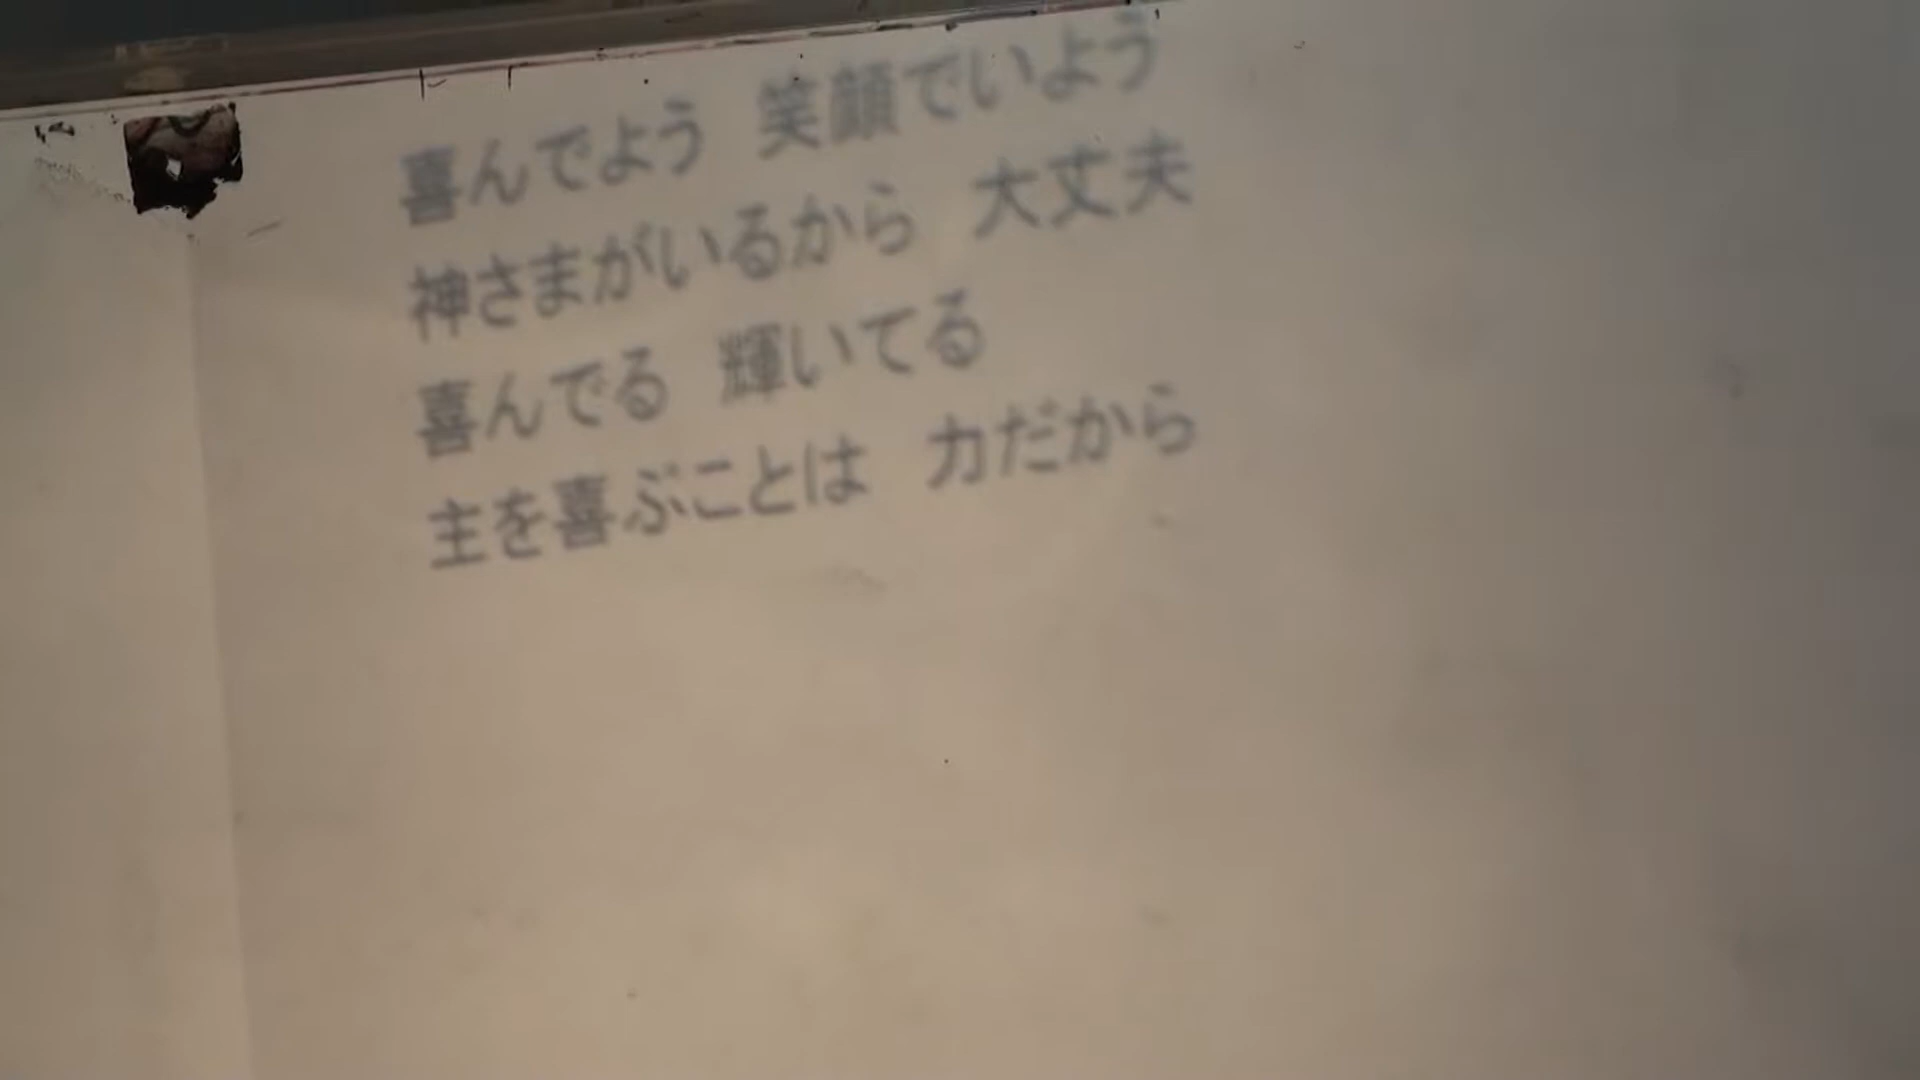 喜んでよう 笑顔でいよう
神さまがいるから 大丈夫
喜んでる 輝いてる
主を喜ぶことは 力だから